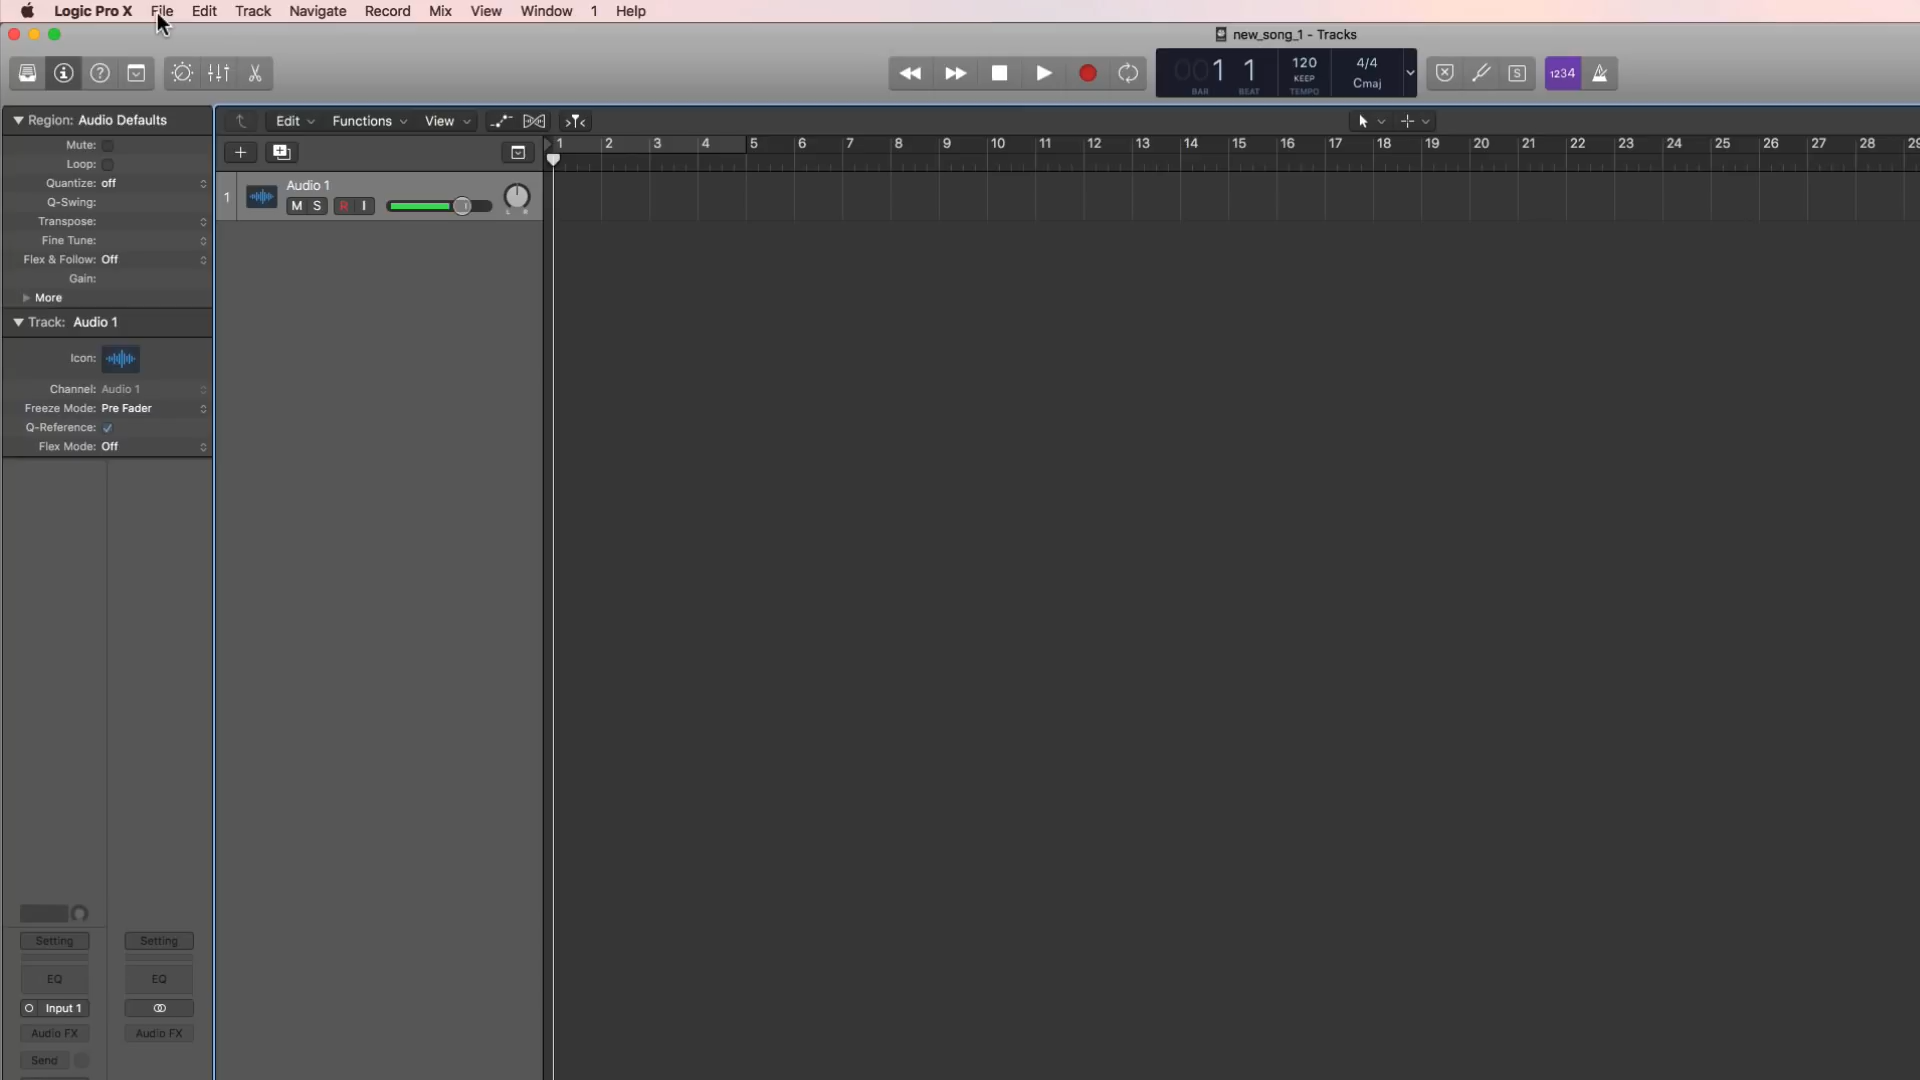 Logic Pro X File Edit Track Navigate Record Mix View Window 1 Help
new_song_1 - Tracks
001 1 120 4/4
KEEP Cmaj
BAR BEAT TEMPO
S 1234
Region: Audio Defaults
Edit Functions View
Mute:
Loop:
Quantize: off
Q-Swing:
Transpose:
Fine Tune:
Flex & Follow: Off
Gain:
More
1 2 3 4 5 6 7 8 9 10 11 12 13 14 15 16 17 18 19 20 21 22 23 24 25 26 27 28 29
1 Audio 1
M S R I
L R
Track: Audio 1
Icon:
Channel: Audio 1
Freeze Mode: Pre Fader
Q-Reference:
Flex Mode: Off
Setting Setting
EQ EQ
Input 1
Audio FX Audio FX
Send